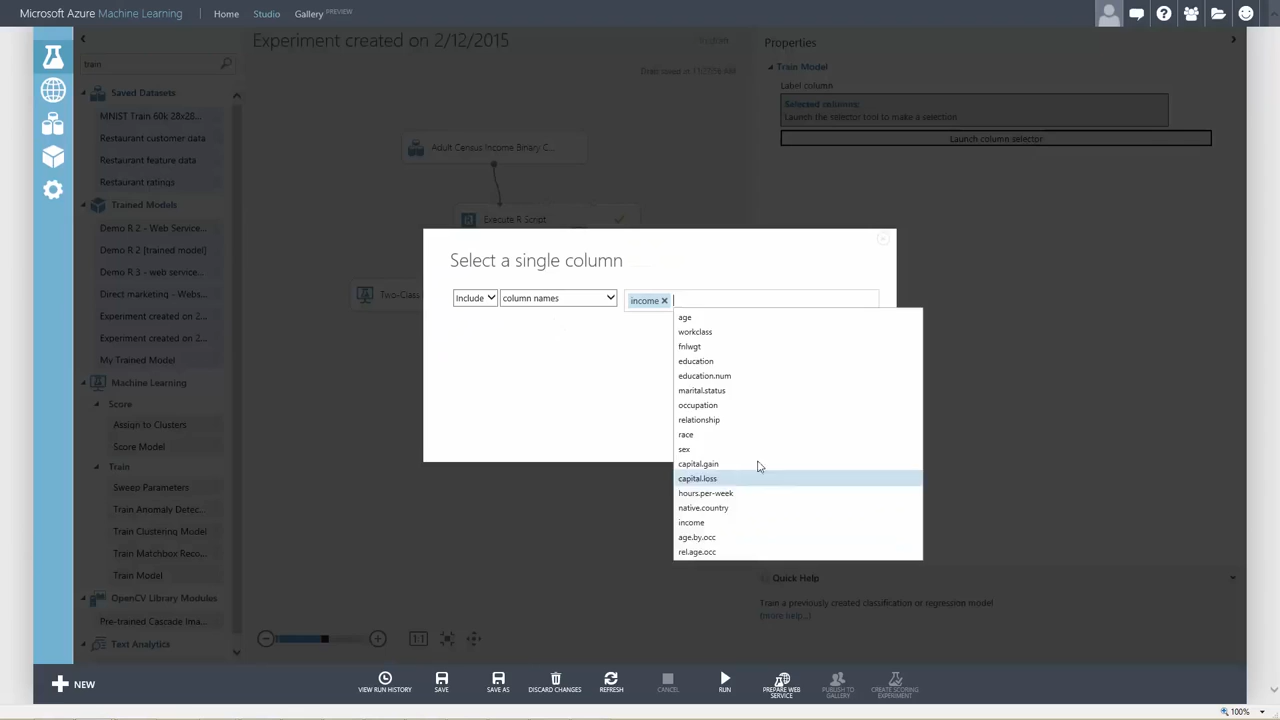 Microsoft Azure Machine Learning
Home
Studio
Gallery PREVIEW
Experiment created on 2/12/2015
Properties
train
Train Model
Label column
Selected columns:
Launch the selector tool to make a selection
Launch column selector
Saved Datasets
MNIST Train 60k 28x28...
Restaurant customer data
Restaurant feature data
Restaurant ratings
Trained Models
Demo R 2 - Web Service...
Demo R 2 [trained model]
Demo R 3 - web service...
Direct marketing - Webs...
Experiment created on 2...
Experiment created on 2...
My Trained Model
Machine Learning
Score
Assign to Clusters
Score Model
Train
Sweep Parameters
Train Anomaly Detec...
Train Clustering Model
Train Matchbox Reco...
Train Model
OpenCV Library Modules
Pre-trained Cascade Ima...
Text Analytics
Adult Census Income Binary C...
Execute R Script
Two-Class
Select a single column
Include
column names
income
age
workclass
fnlwgt
education
education.num
marital.status
occupation
relationship
race
sex
capital.gain
capital.loss
hours.per-week
native.country
income
age.by.occ
rel.age.occ
Quick Help
Train a previously created classification or regression model
(more help...)
1:1
NEW
VIEW RUN HISTORY
SAVE
SAVE AS
DISCARD CHANGES
REFRESH
CANCEL
RUN
PREPARE WEB SERVICE
PUBLISH TO GALLERY
CREATE SCORING EXPERIMENT
100%